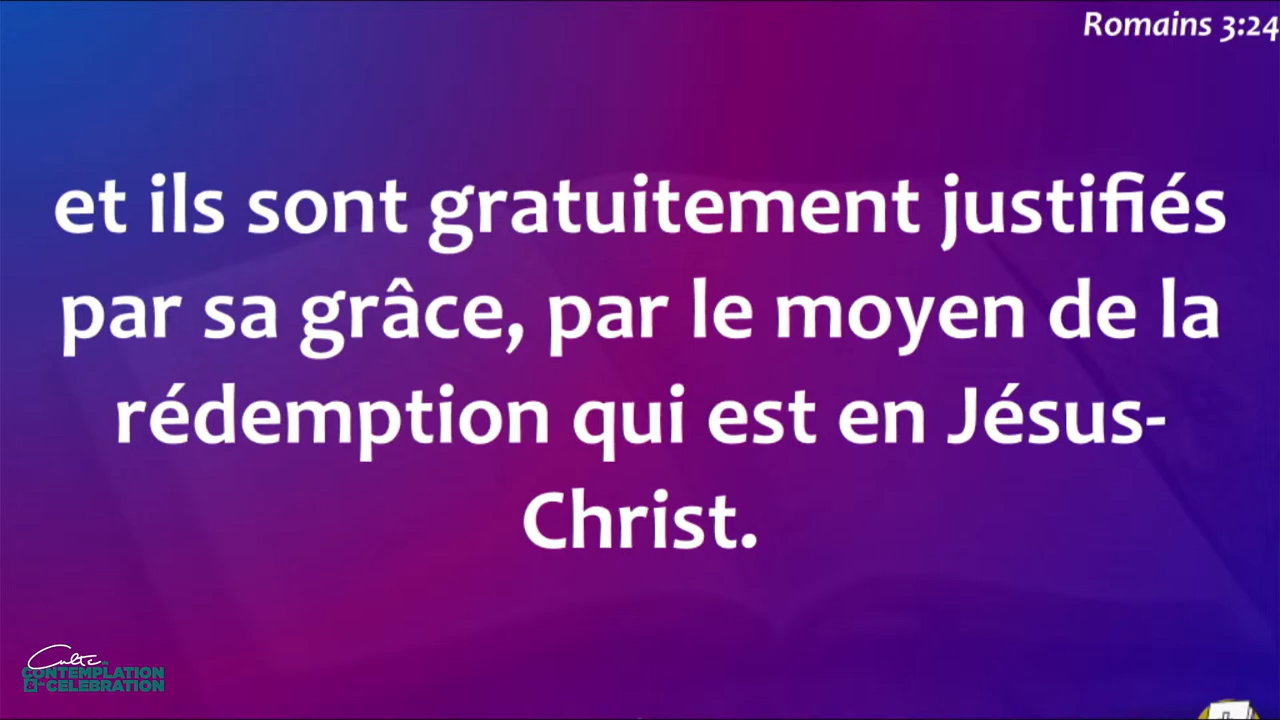 Romains 3:24
et ils sont gratuitement justifiés
par sa grâce, par le moyen de la
rédemption qui est en Jésus-
Christ.
Culte
CONTEMPLATION
CELEBRATION